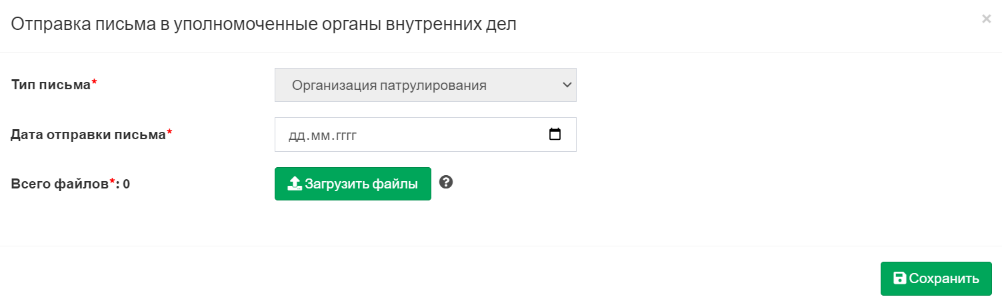 Отправка письма в уполномоченные органы внутренних дел
×
Тип письма*
Организация патрулирования
Дата отправки письма*
дд.мм.гггг
Всего файлов*: 0
Загрузить файлы
?
Сохранить